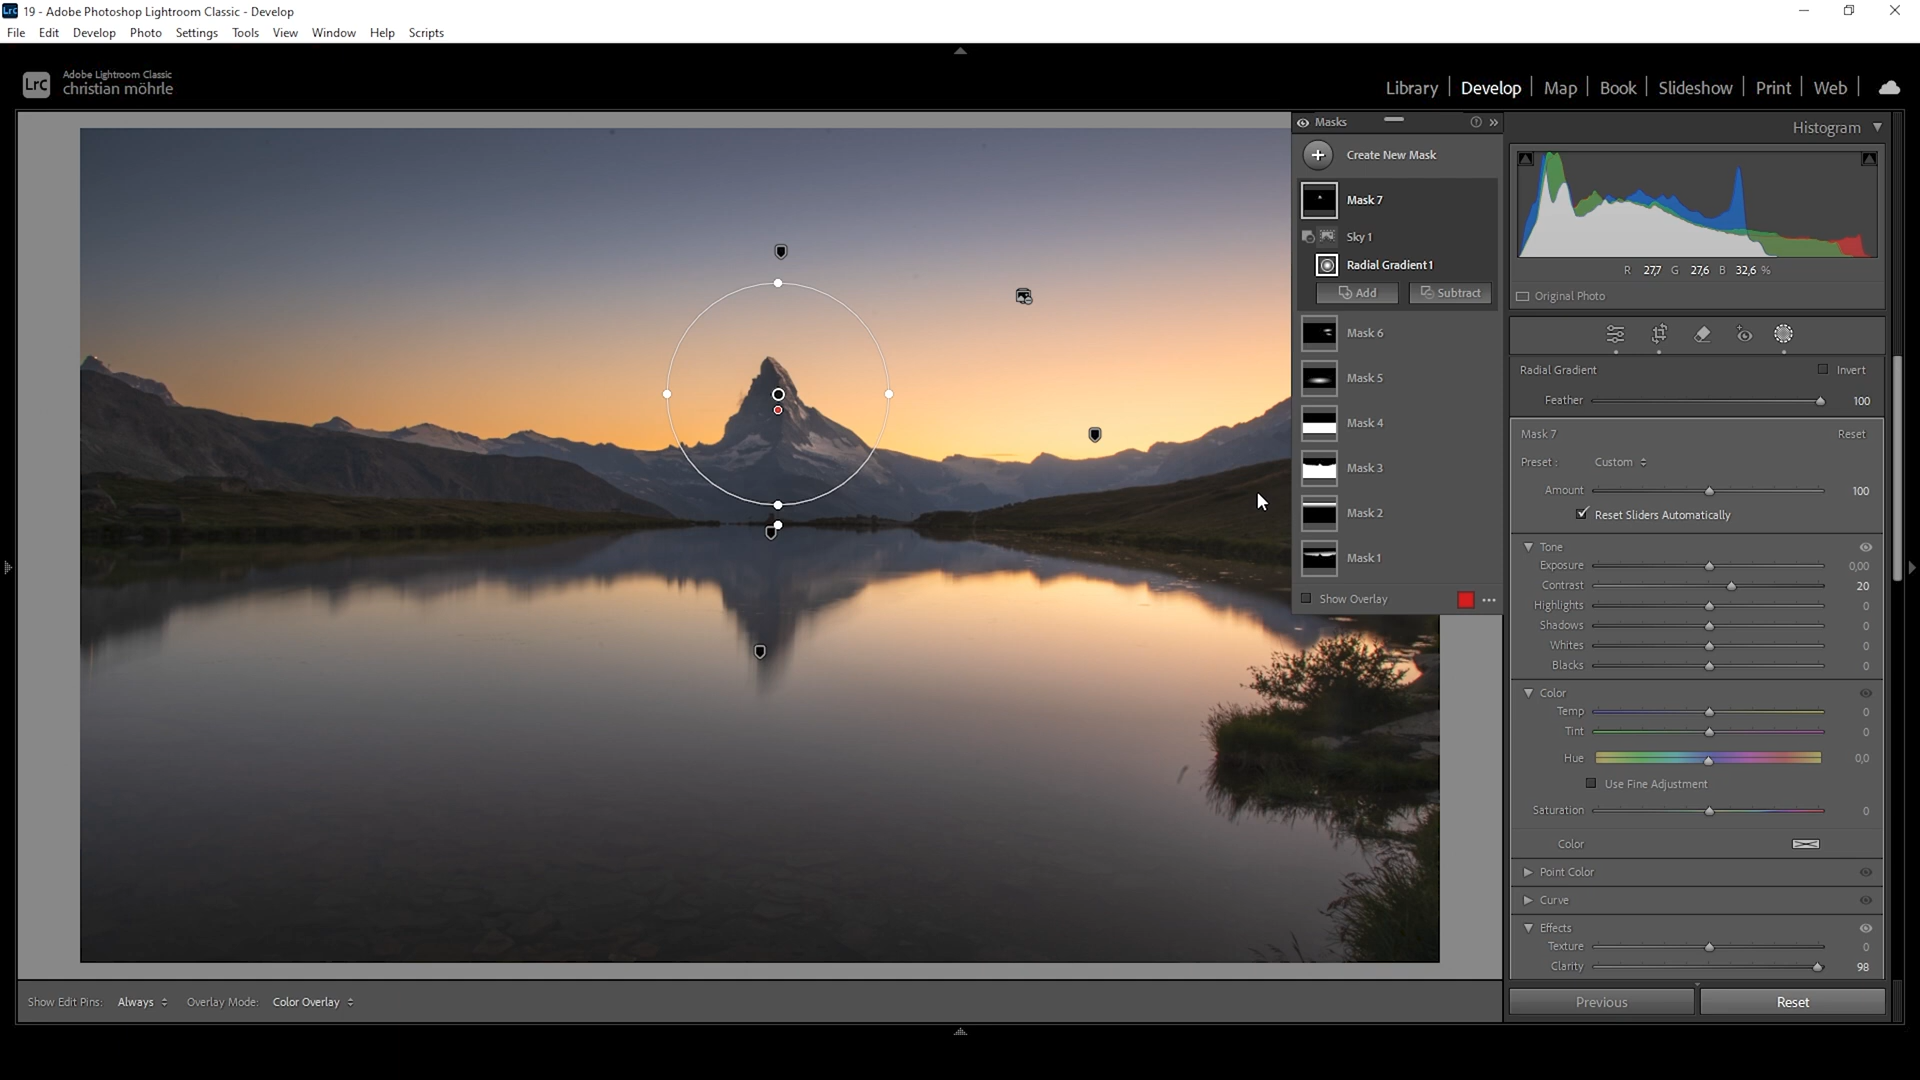 Lrc 19 - Adobe Photoshop Lightroom Classic - Develop
File Edit Develop Photo Settings Tools View Window Help Scripts
LrC Adobe Lightroom Classic
christian möhrle
Library Develop Map Book Slideshow Print Web
Masks
Create New Mask
Mask 7
Sky 1
Radial Gradient 1
Add Subtract
Mask 6
Mask 5
Mask 4
Mask 3
Mask 2
Mask 1
Show Overlay
Histogram
R 27,7 G 27,6 B 32,6 %
Original Photo
Radial Gradient Invert
Feather 100
Mask 7 Reset
Preset : Custom
Amount 100
Reset Sliders Automatically
Tone
Exposure 0,00
Contrast 20
Highlights 0
Shadows 0
Whites 0
Blacks 0
Color
Temp 0
Tint 0
Hue 0,0
Use Fine Adjustment
Saturation 0
Color
Point Color
Curve
Effects
Texture 0
Clarity 98
Previous Reset
Show Edit Pins: Always Overlay Mode: Color Overlay